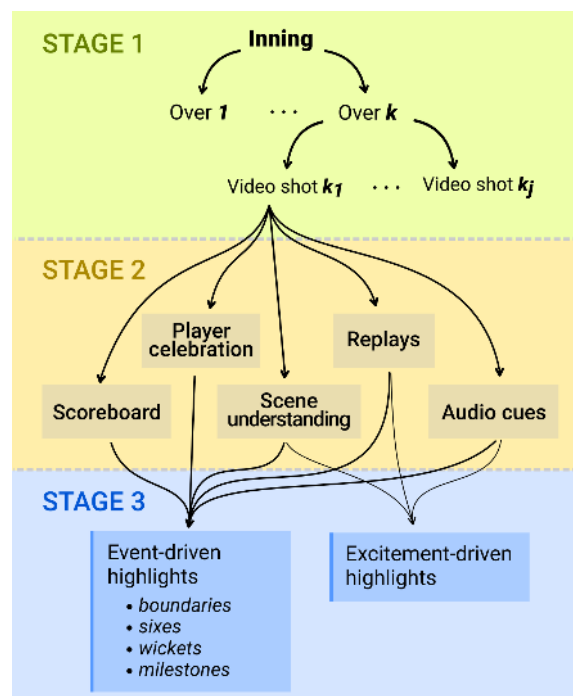 STAGE 1
Inning
Over 1 ... Over k
Video shot k1 ... Video shot kj
STAGE 2
Player
celebration
Replays
Scoreboard
Scene
understanding
Audio cues
STAGE 3
Event-driven
highlights
• boundaries
• sixes
• wickets
• milestones
Excitement-driven
highlights